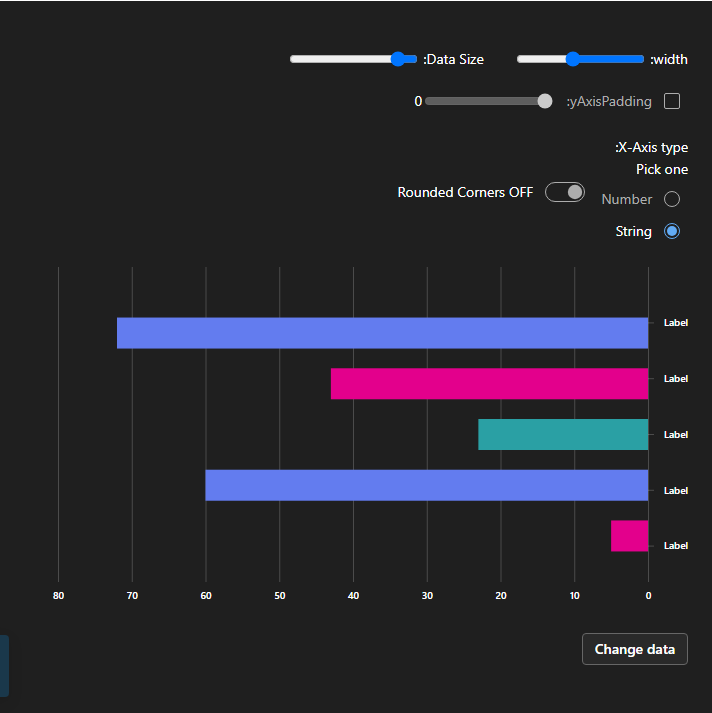 :width
:Data Size
:yAxisPadding
0
:X-Axis type
Pick one
Number
Rounded Corners OFF
String
Label
Label
Label
Label
Label
80 70 60 50 40 30 20 10 0
Change data